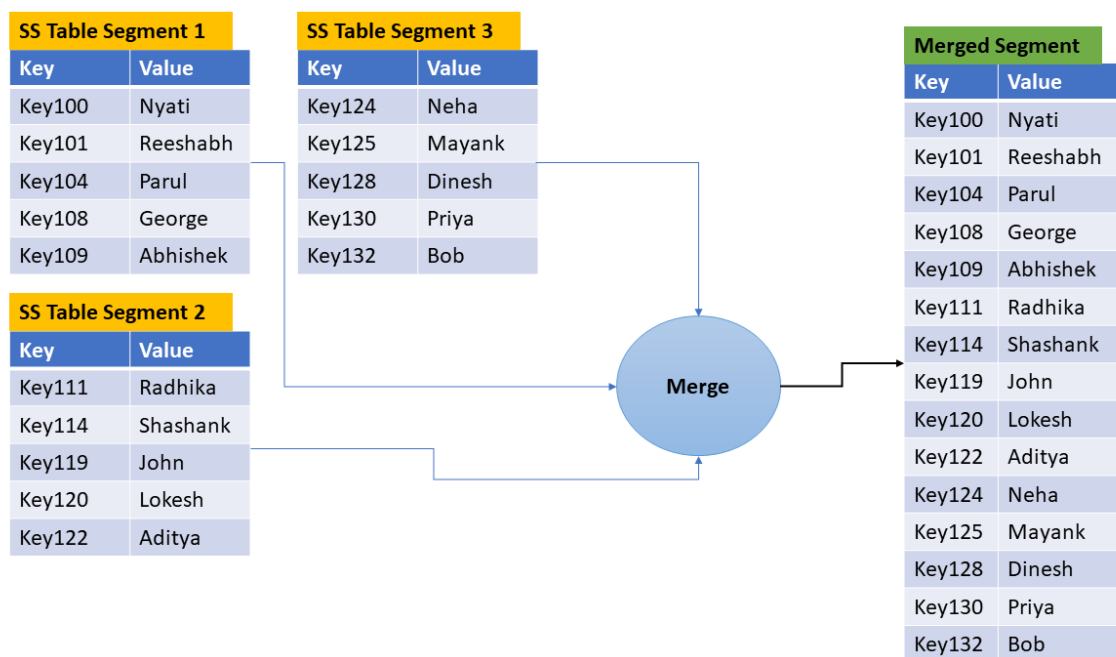 SS Table Segment 1
Key Value
Key100 Nyati
Key101 Reeshabh
Key104 Parul
Key108 George
Key109 Abhishek
SS Table Segment 2
Key Value
Key111 Radhika
Key114 Shashank
Key119 John
Key120 Lokesh
Key122 Aditya
SS Table Segment 3
Key Value
Key124 Neha
Key125 Mayank
Key128 Dinesh
Key130 Priya
Key132 Bob
Merge
Merged Segment
Key Value
Key100 Nyati
Key101 Reeshabh
Key104 Parul
Key108 George
Key109 Abhishek
Key111 Radhika
Key114 Shashank
Key119 John
Key120 Lokesh
Key122 Aditya
Key124 Neha
Key125 Mayank
Key128 Dinesh
Key130 Priya
Key132 Bob